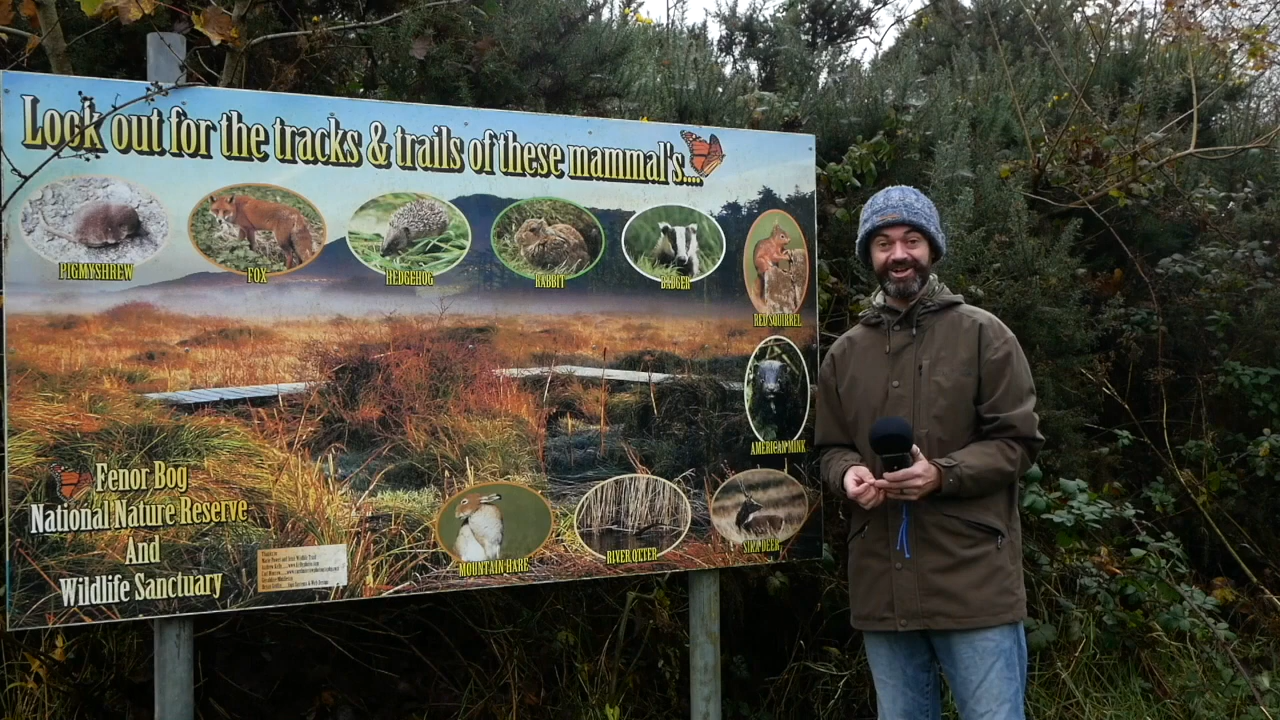 Look out for the tracks & trails of these mammal's....
PIGMYSHREW
FOX
HEDGEHOG
RABBIT
BADGER
RED SQUIRREL
AMERICAN MINK
SIKA DEER
RIVER OTTER
MOUNTAIN HARE
Fenor Bog
National Nature Reserve
And
Wildlife Sanctuary